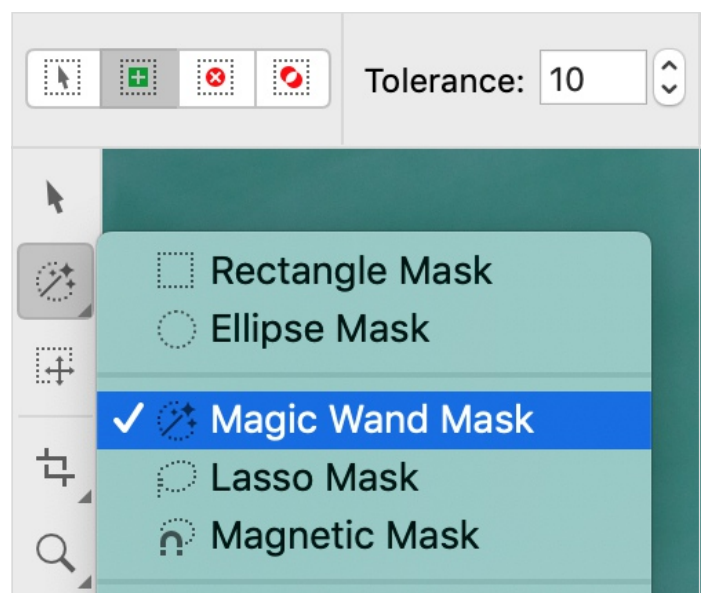 Tolerance: 10
Rectangle Mask
Ellipse Mask
Magic Wand Mask
Lasso Mask
Magnetic Mask